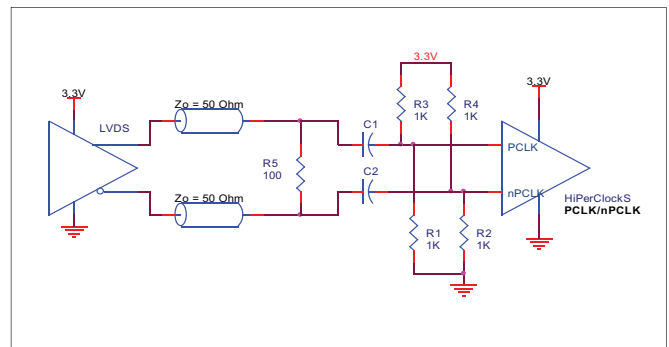 3.3V
3.3V
3.3V
Zo = 50 Ohm
LVDS
R3
1K
R4
1K
C1
PCLK
R5
100
C2
Zo = 50 Ohm
nPCLK
HiPerClockS
PCLK/nPCLK
R1
1K
R2
1K